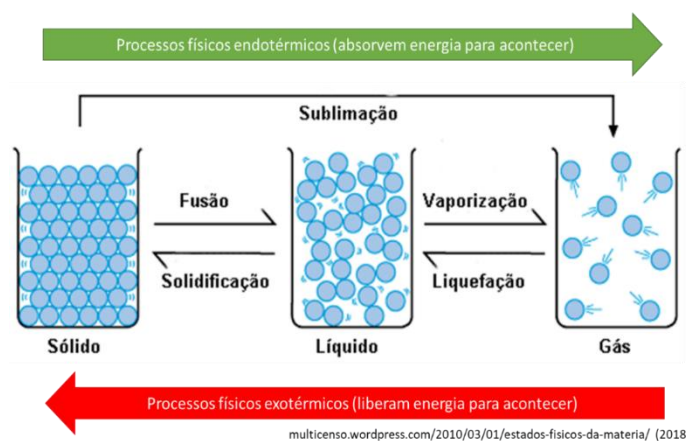 Processos físicos endotérmicos (absorvem energia para acontecer)
Sublimação
Fusão
Vaporização
Solidificação
Liquefação
Sólido
Líquido
Gás
Processos físicos exotérmicos (liberam energia para acontecer)
multicenso.wordpress.com/2010/03/01/estados-fisicos-da-materia/ (2018